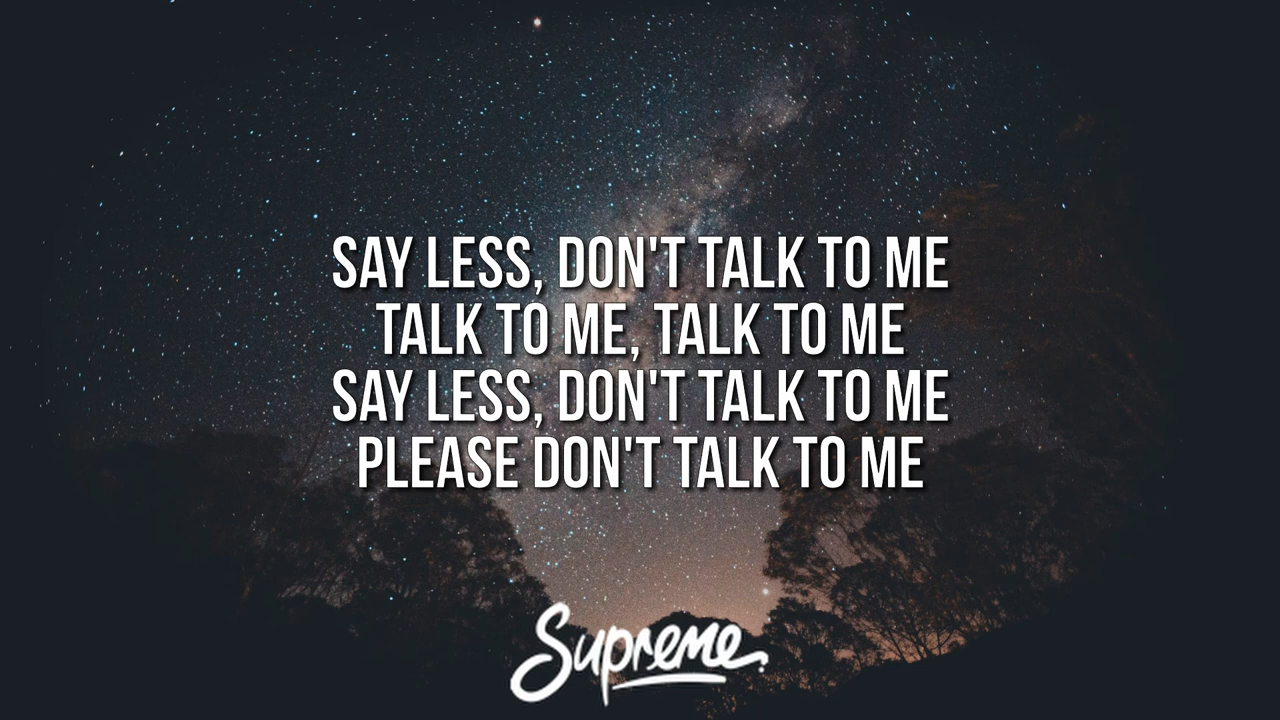 SAY LESS, DON'T TALK TO ME
TALK TO ME, TALK TO ME
SAY LESS, DON'T TALK TO ME
PLEASE DON'T TALK TO ME
Supreme